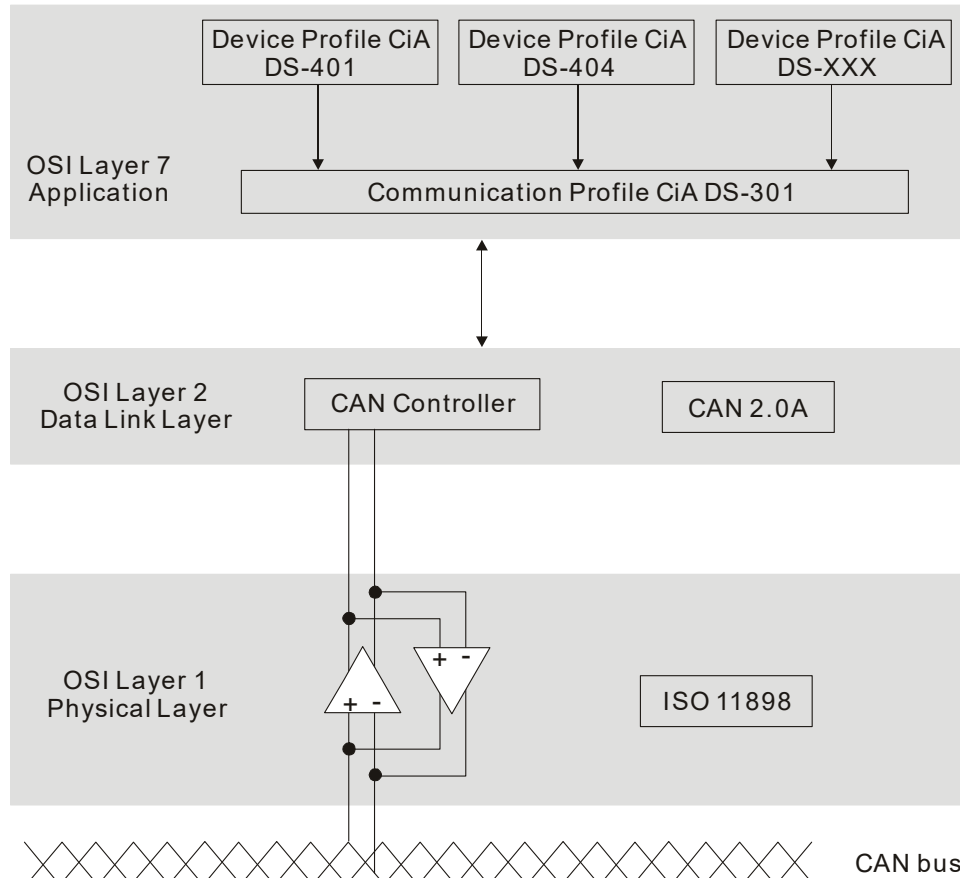 Device Profile CiA
DS-401
Device Profile CiA
DS-404
Device Profile CiA
DS-XXX
OSI Layer 7
Application
Communication Profile CiA DS-301
OSI Layer 2
Data Link Layer
CAN Controller
CAN 2.0A
OSI Layer 1
Physical Layer
+ -
+ -
ISO 11898
CAN bus